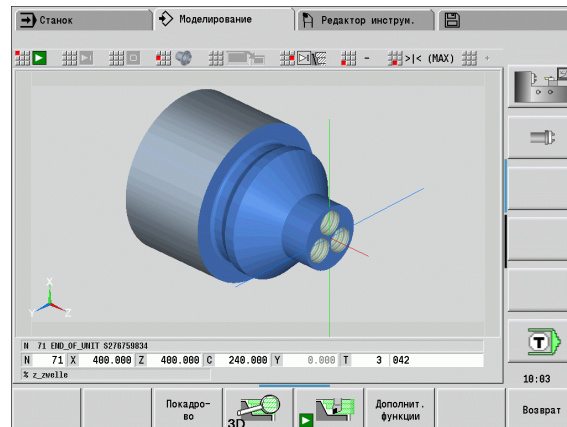 Станок
Моделирование
Редактор инструм.
- >|< (MAX) +
X
Y Z
N 71 END_OF_UNIT S276759834
N 71 X 400.000 Z 400.000 C 240.000 Y 0.000 T 3 042
% z_zwelle
T
10:03
Покадро-
во
3D
Дополнит.
функции
Возврат